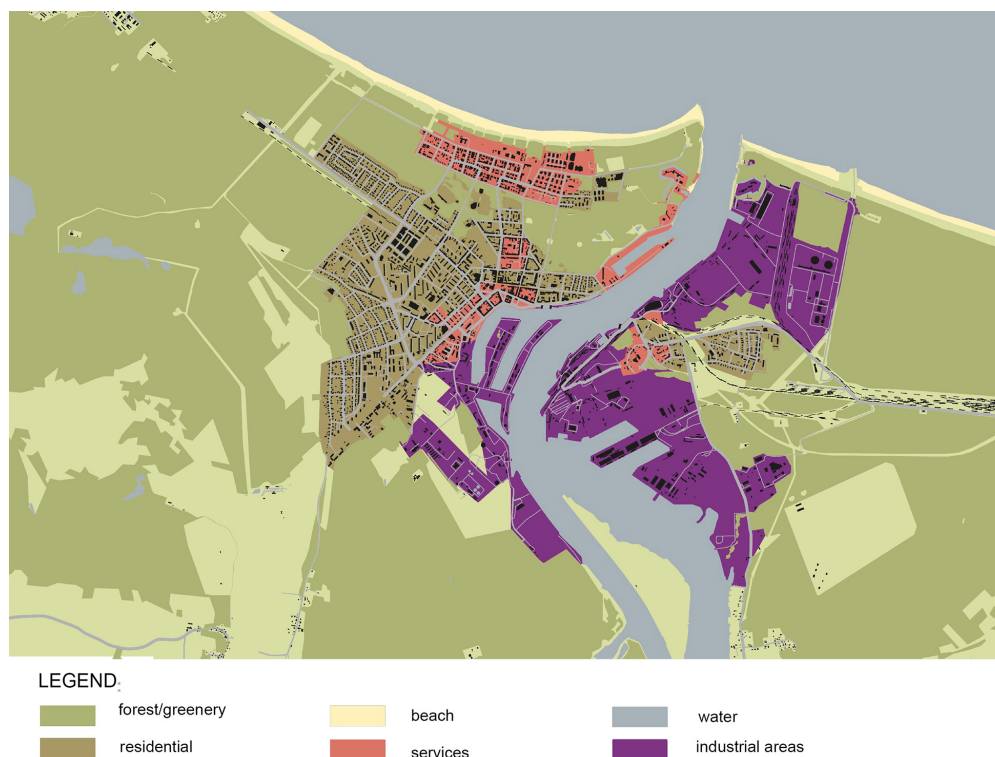 LEGEND:
forest/greenery
beach
water
residential
services
industrial areas